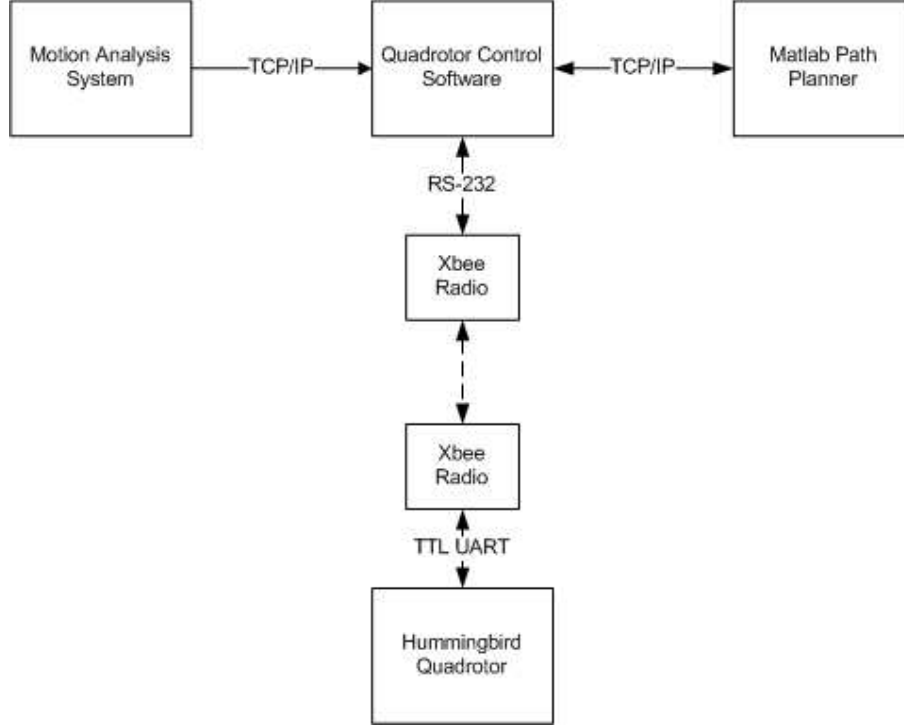 Motion Analysis
System
TCP/IP
Quadrotor Control
Software
TCP/IP
Matlab Path
Planner
RS-232
Xbee
Radio
Xbee
Radio
TTL UART
Hummingbird
Quadrotor